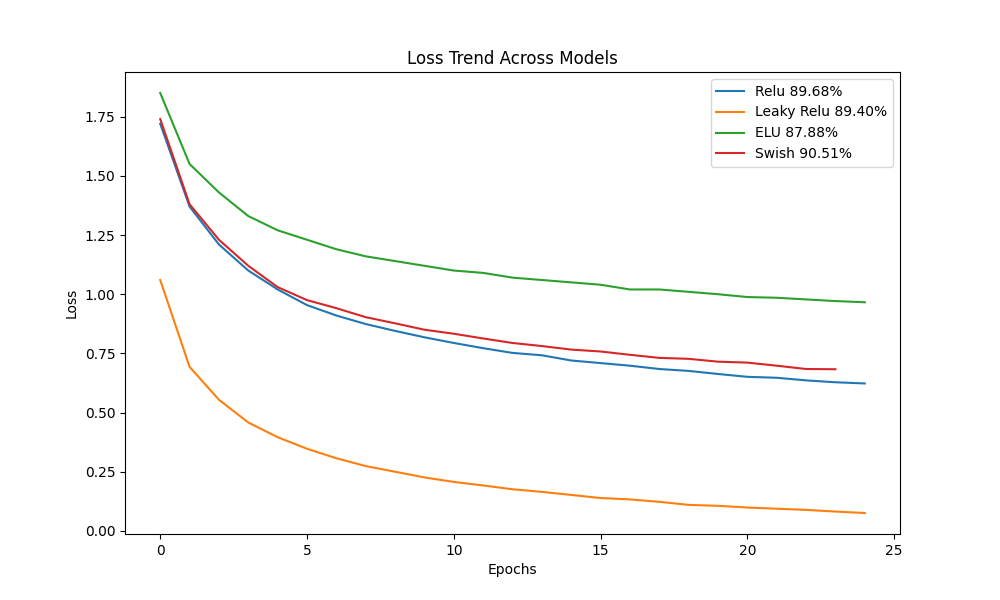 Loss Trend Across Models
Relu 89.68%
Leaky Relu 89.40%
ELU 87.88%
Swish 90.51%
Loss
1.75
1.50
1.25
1.00
0.75
0.50
0.25
0.00
0 5 10 15 20 25
Epochs